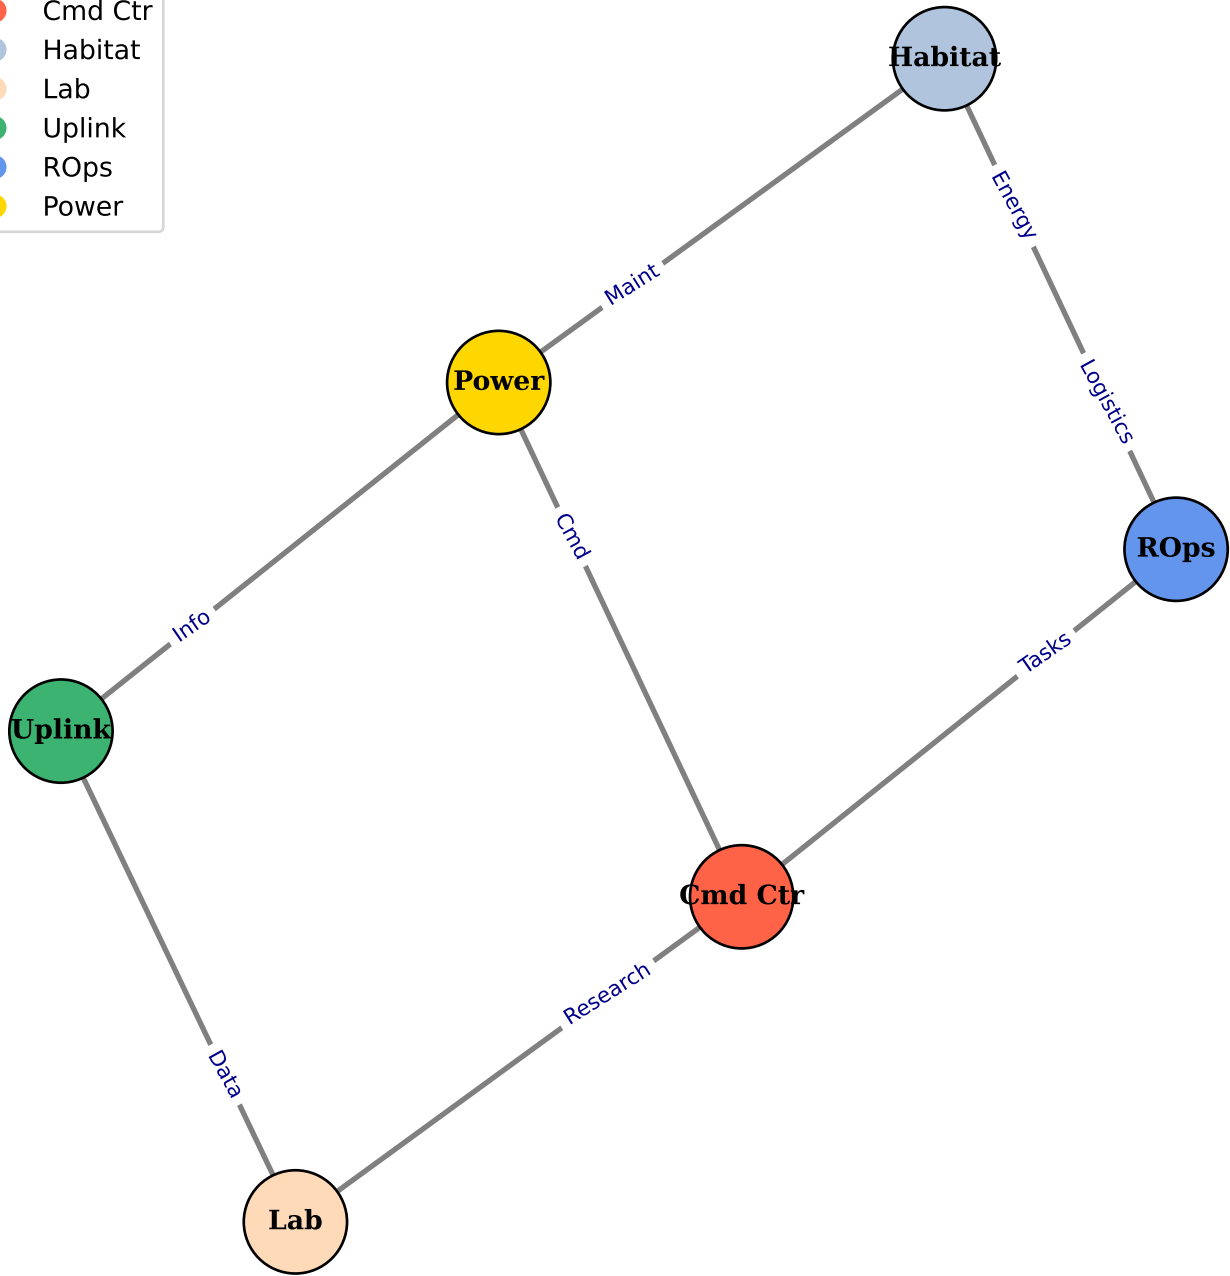 Cmd Ctr
Habitat
Lab
Uplink
ROps
Power
Habitat
Energy
Maint
Power
Logistics
Cmd
ROps
Info
Tasks
Uplink
Cmd Ctr
Research
Data
Lab